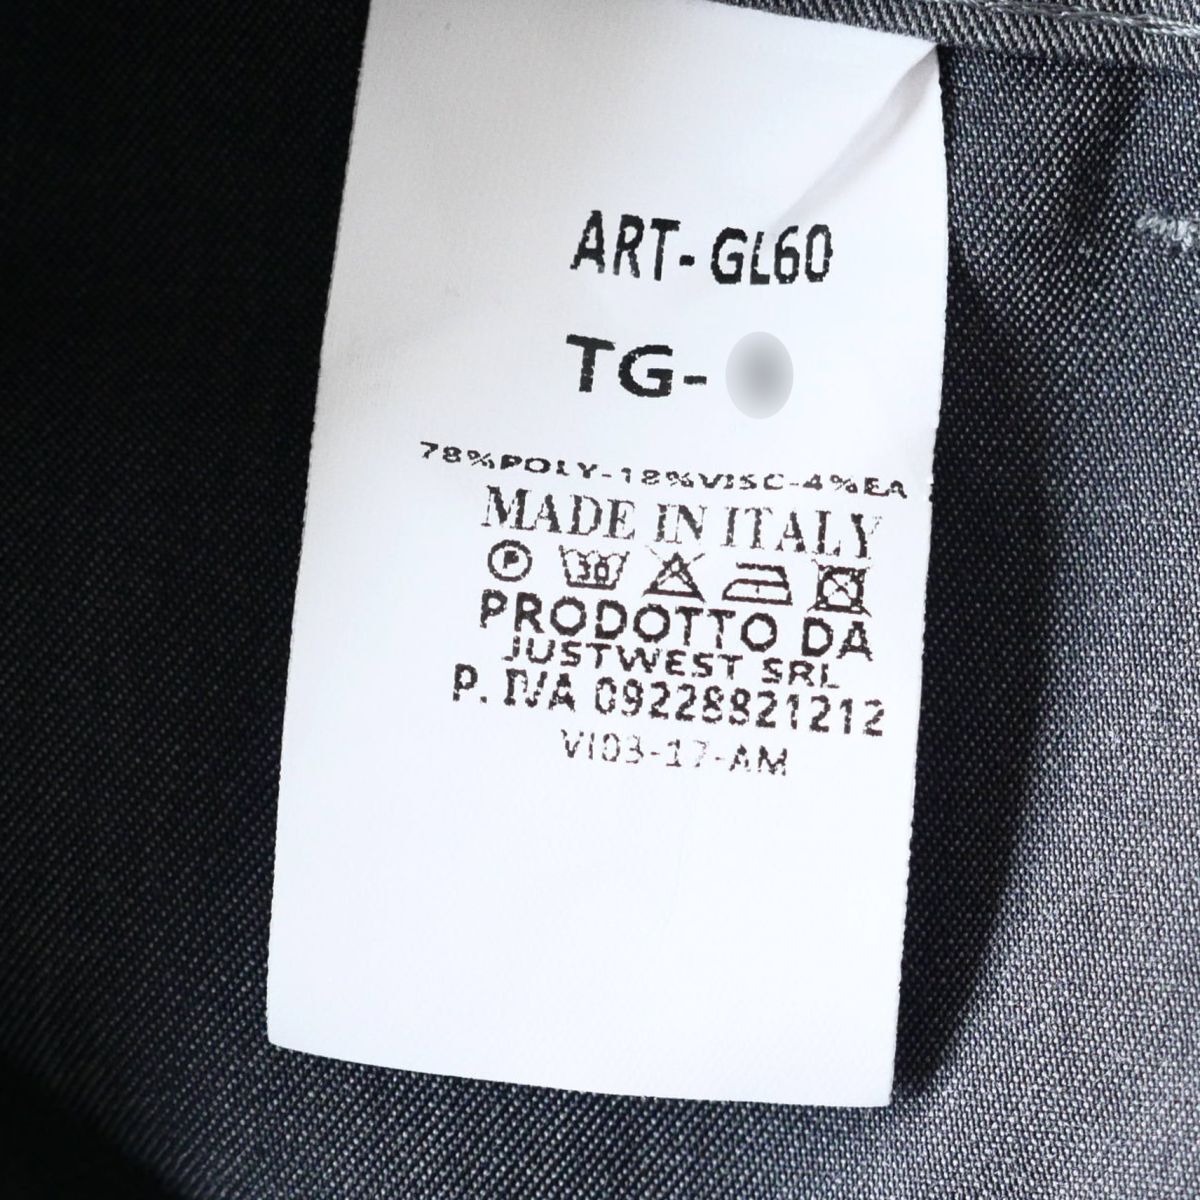 ART-GL60
TG-
78%POLY-18%VISC-4%EA
MADE IN ITALY
P 30
PRODOTTO DA
JUSTWEST SRL
P. IVA 09228821212
VI03-17-AM